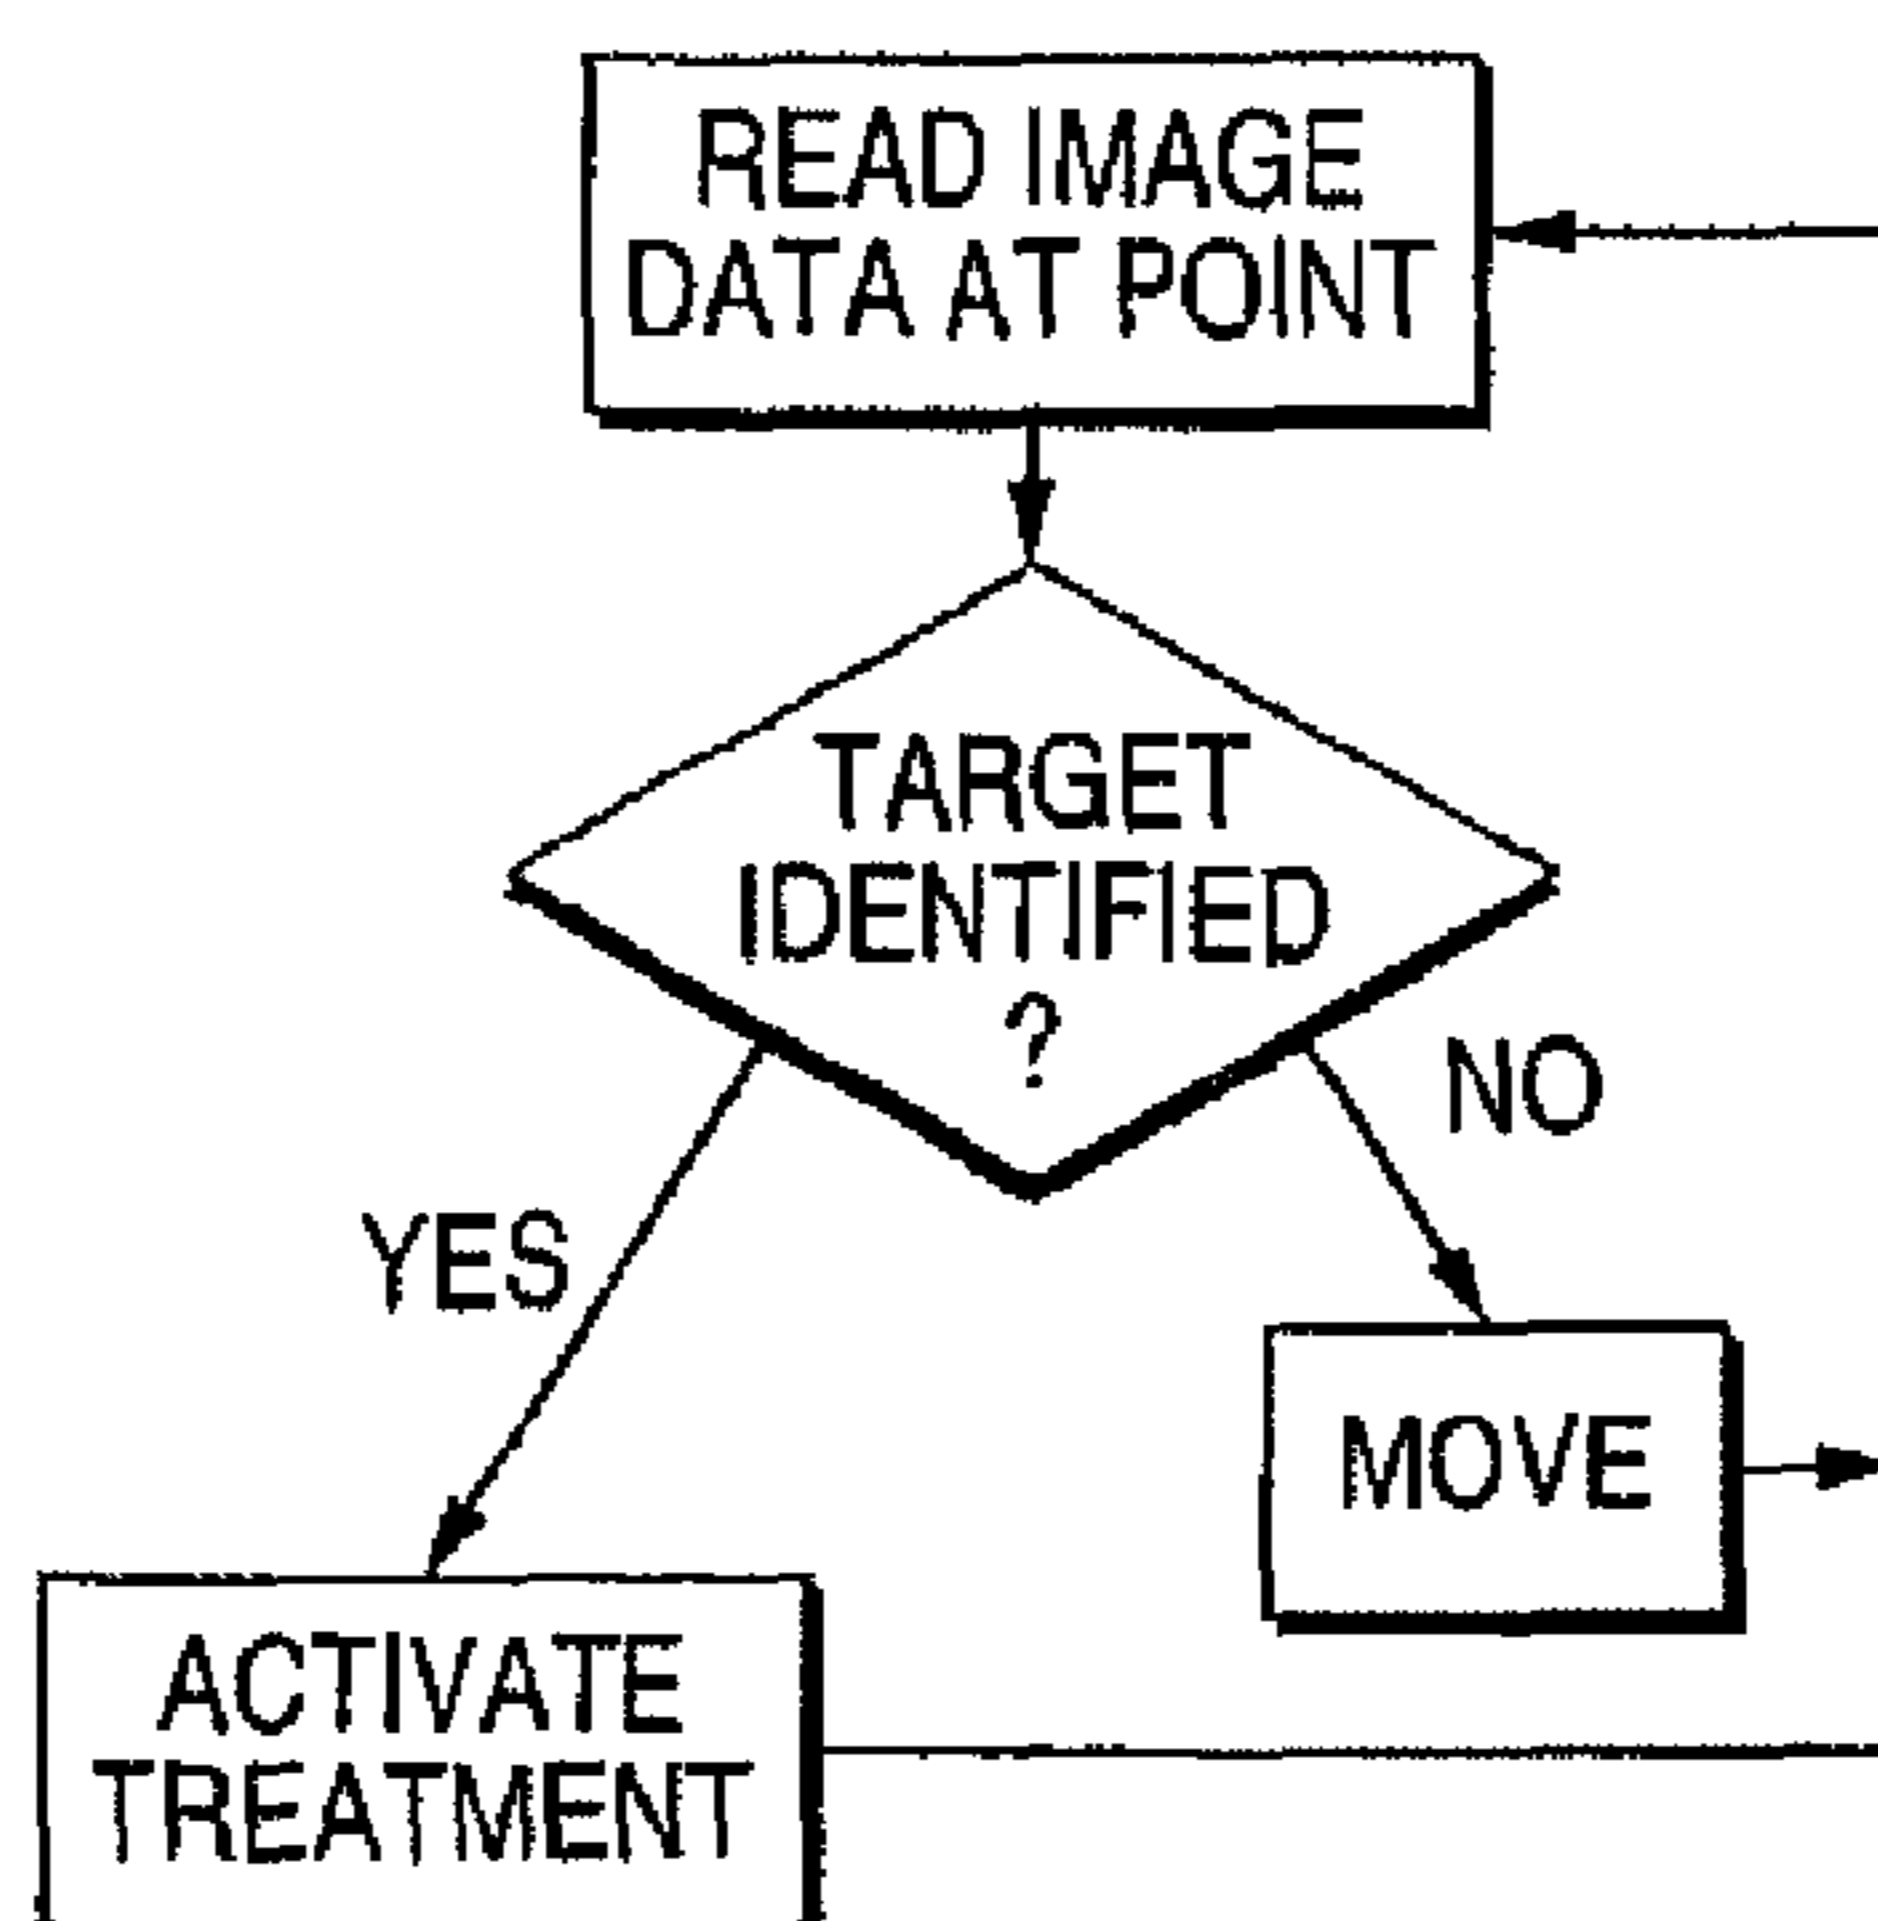 READ IMAGE
DATA AT POINT
TARGET
IDENTIFIED
?
NO
YES
MOVE
ACTIVATE
TREATMENT